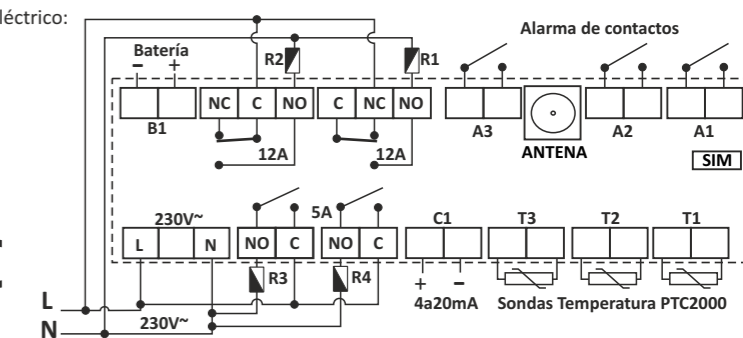 léctrico:
Alarma de contactos
Batería
− +
R2 R1
NC C NO C NC NO
B1 A3 A2 A1
ANTENA
12A 12A
SIM
230V~ 5A C1 T3 T2 T1
L N NO C NO C
R3 R4
+ −
4a20mA Sondas Temperatura PTC2000
L
N 230V~